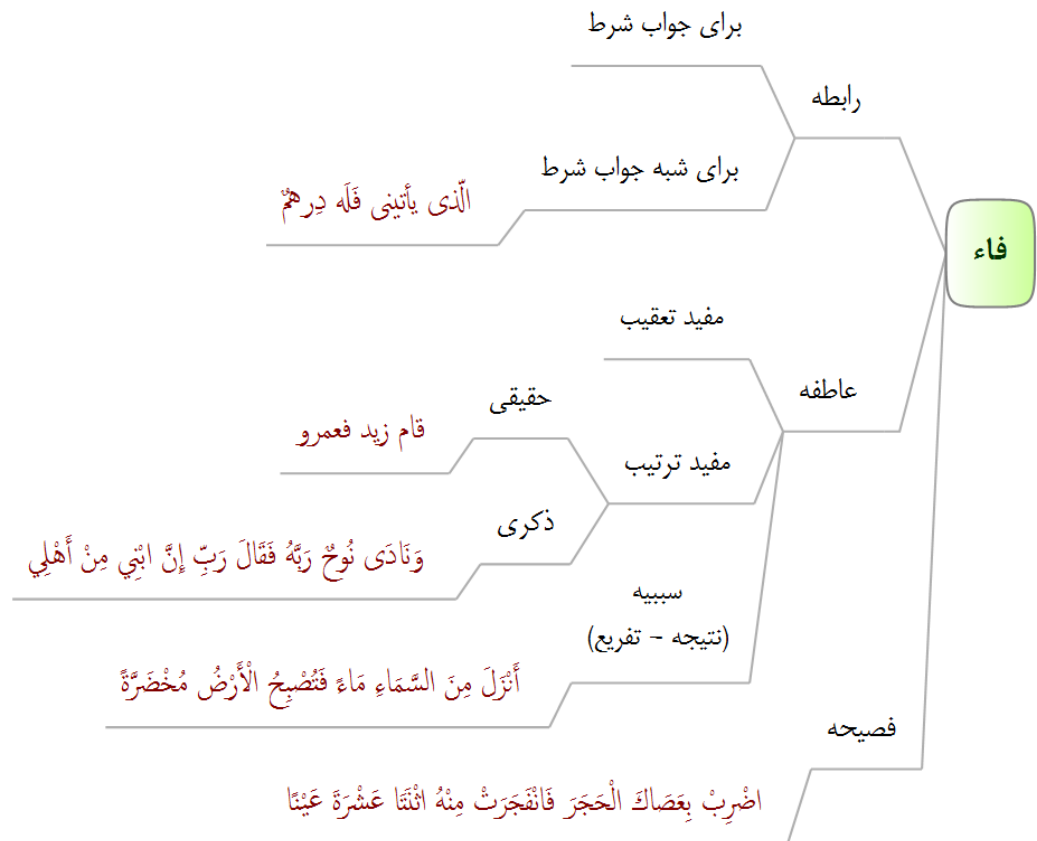 فاء
رابطه
برای جواب شرط
برای شبه جواب شرط
الّذی یأتینی فَلَه دِرهمٌ
عاطفه
مفید تعقیب
مفید ترتیب
حقیقی
قام زید فعمرو
ذکری
وَنَادَى نُوحٌ رَبَّهُ فَقَالَ رَبِّ إِنَّ ابْنِي مِنْ أَهْلِي
سببیه
(نتیجه - تفریع)
أَنْزَلَ مِنَ السَّمَاءِ مَاءً فَتُصْبِحُ الْأَرْضُ مُخْضَرَّةً
فصیحه
اضْرِبْ بِعَصَاكَ الْحَجَرَ فَانْفَجَرَتْ مِنْهُ اثْنَتَا عَشْرَةَ عَيْنًا